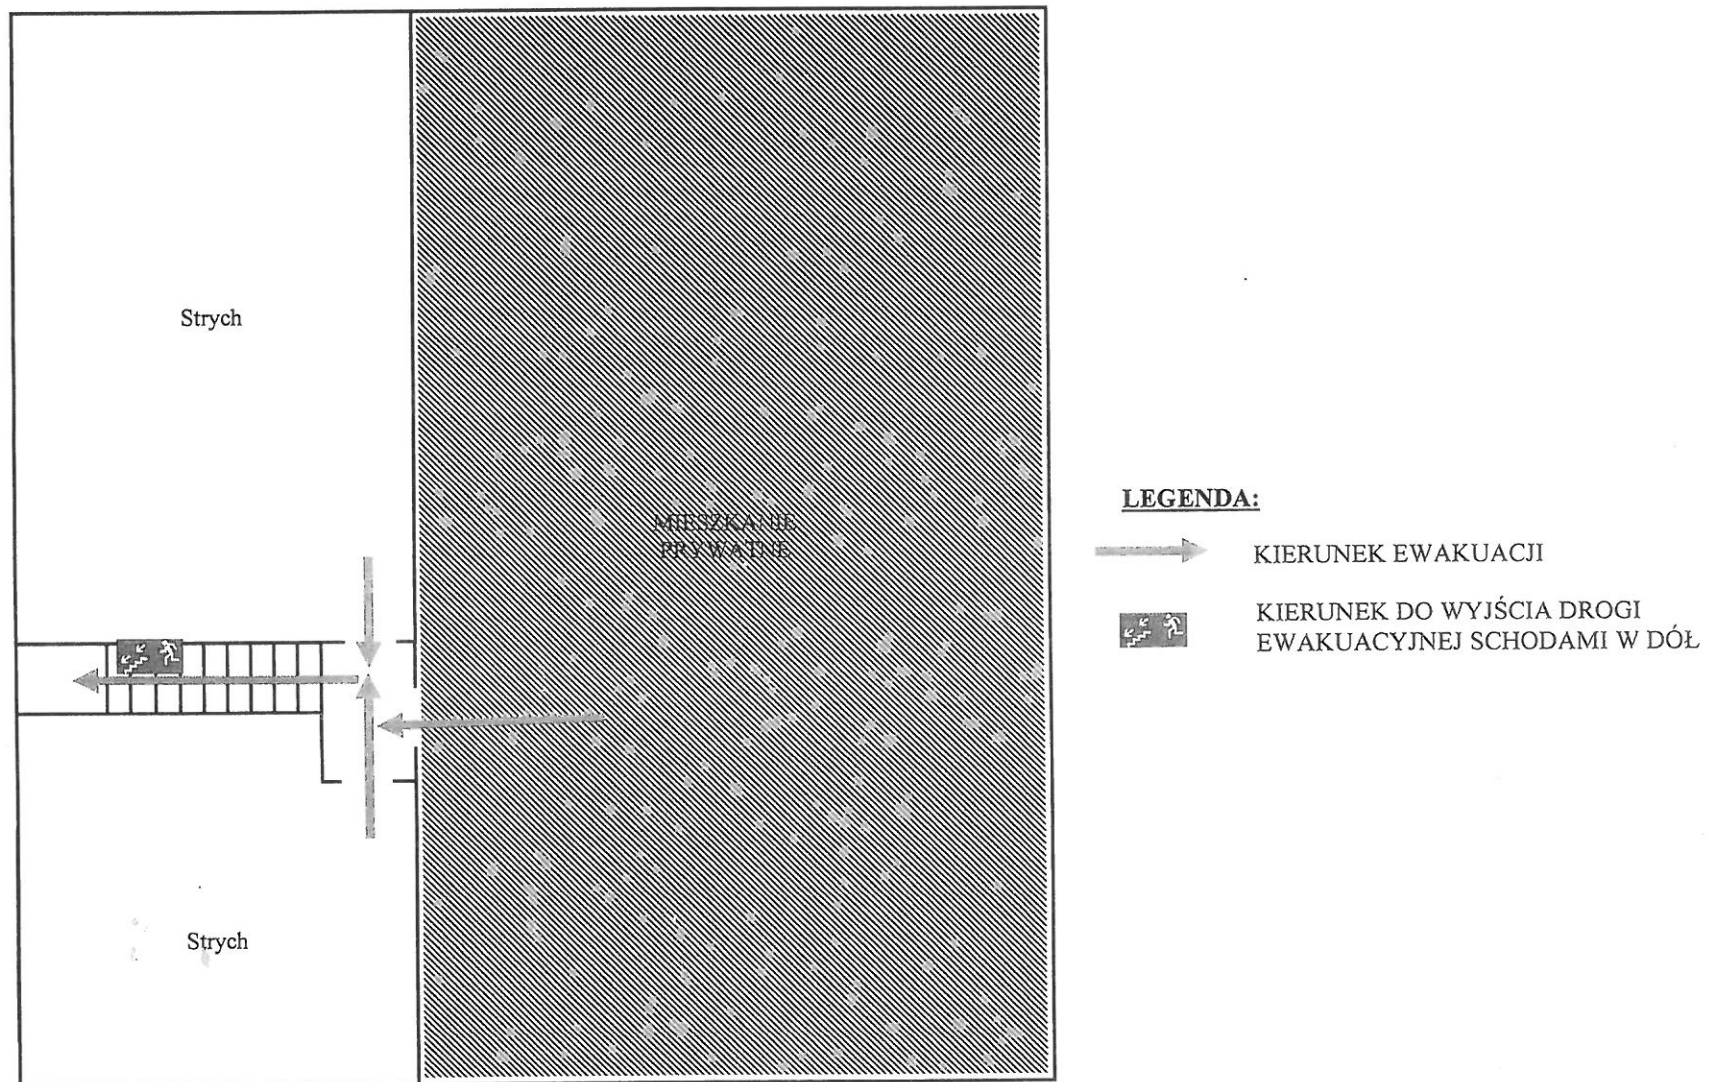 Strych
MIESZKANIE
PRYWATNE
LEGENDA:
KIERUNEK EWAKUACJI
KIERUNEK DO WYJŚCIA DROGI
EWAKUACYJNEJ SCHODAMI W DÓŁ
Strych